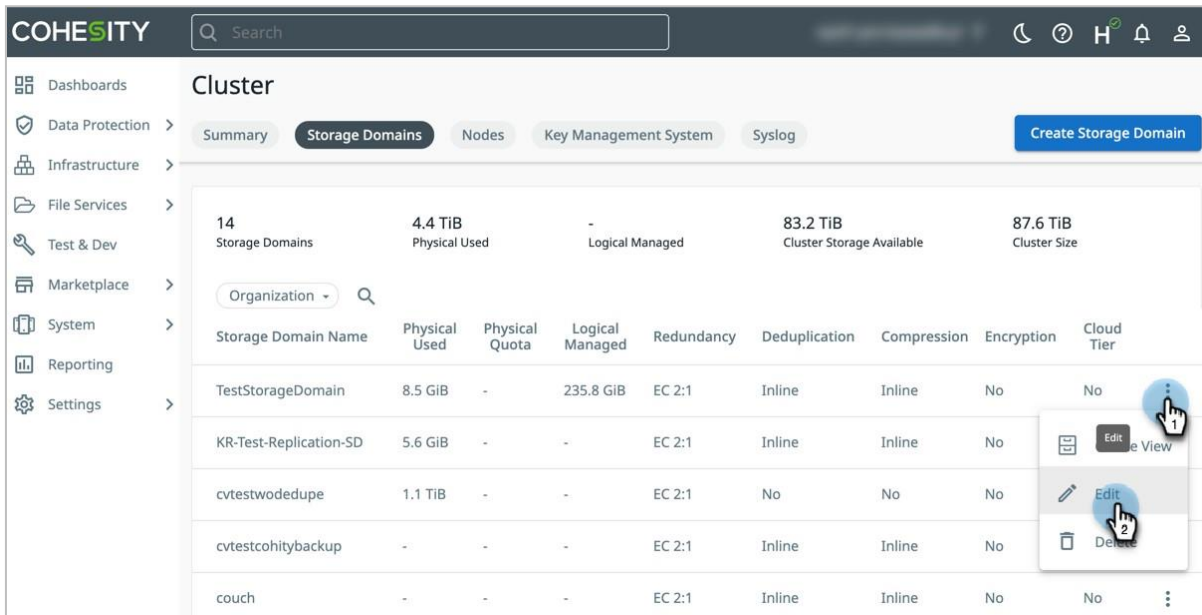 COHESITY
Search
H
Dashboards
Data Protection
Infrastructure
File Services
Test & Dev
Marketplace
System
Reporting
Settings
Cluster
Summary Storage Domains Nodes Key Management System Syslog
Create Storage Domain
14 4.4 TiB - 83.2 TiB 87.6 TiB
Storage Domains Physical Used Logical Managed Cluster Storage Available Cluster Size
Organization
Storage Domain Name Physical Used Physical Quota Logical Managed Redundancy Deduplication Compression Encryption Cloud Tier
TestStorageDomain 8.5 GiB - 235.8 GiB EC 2:1 Inline Inline No No
1
KR-Test-Replication-SD 5.6 GiB - - EC 2:1 Inline Inline No
Edit
View
cvtestwodedupe 1.1 TiB - - EC 2:1 No No No
Edit
2
cvtestcohitybackup - - - EC 2:1 Inline Inline No
Delete
couch - - - EC 2:1 Inline Inline No No